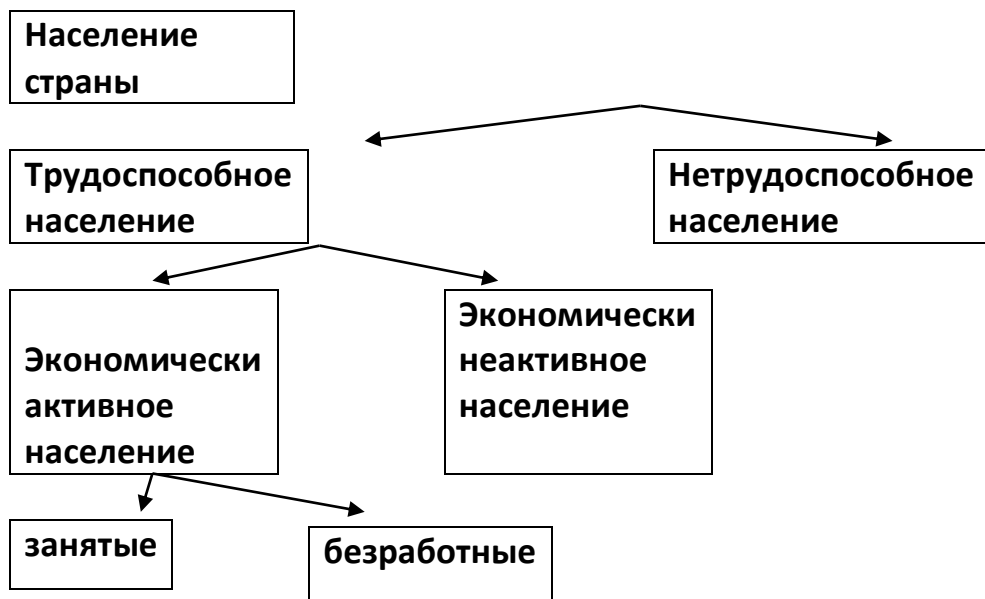 Население
страны
Трудоспособное
население
Нетрудоспособное
население
Экономически
активное
население
Экономически
неактивное
население
занятые
безработные